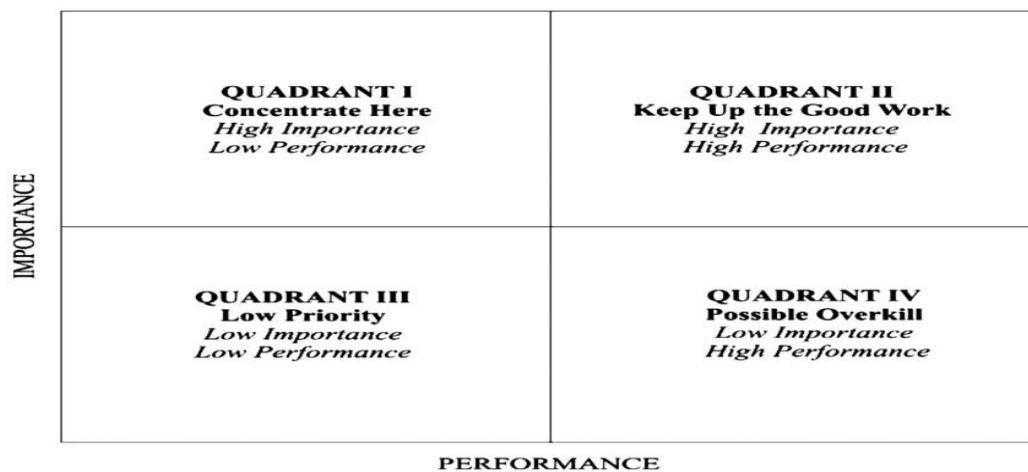 QUADRANT I
Concentrate Here
High Importance
Low Performance
QUADRANT II
Keep Up the Good Work
High Importance
High Performance
IMPORTANCE
QUADRANT III
Low Priority
Low Importance
Low Performance
QUADRANT IV
Possible Overkill
Low Importance
High Performance
PERFORMANCE